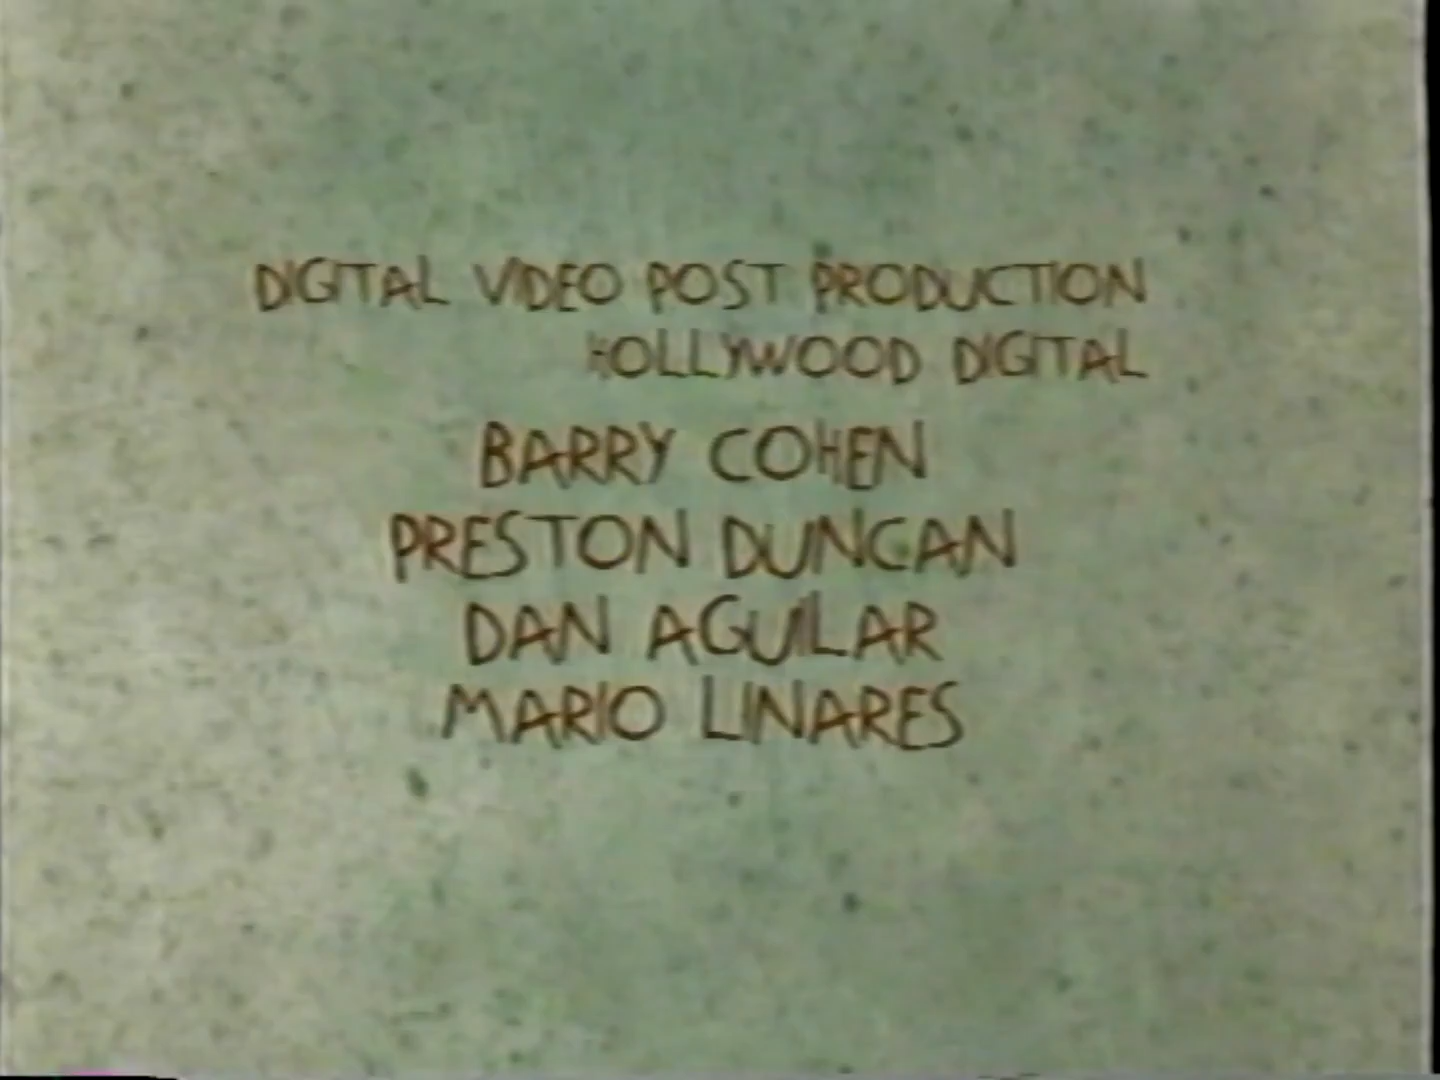 DIGITAL VIDEO POST PRODUCTION
HOLLYWOOD DIGITAL
BARRY COHEN
PRESTON DUNCAN
DAN AGUILAR
MARIO LINARES